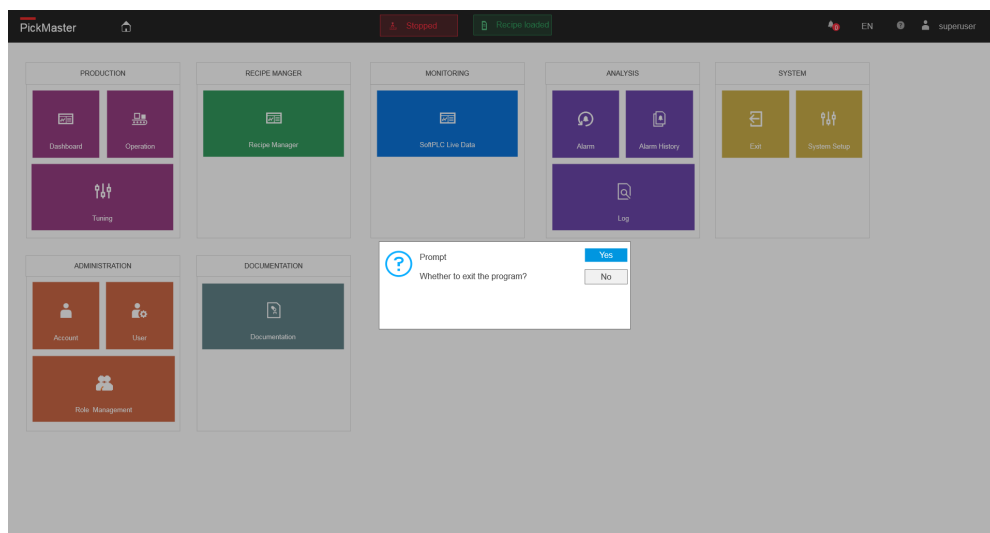 PickMaster
Stopped
Recipe loaded
0
EN
?
superuser
PRODUCTION
RECIPE MANGER
MONITORING
ANALYSIS
SYSTEM
Dashboard
Operation
Recipe Manager
SoftPLC Live Data
Alarm
Alarm History
Exit
System Setup
Tuning
Log
ADMINISTRATION
DOCUMENTATION
?
Prompt
Yes
Whether to exit the program?
No
Account
User
Documentation
Role Management